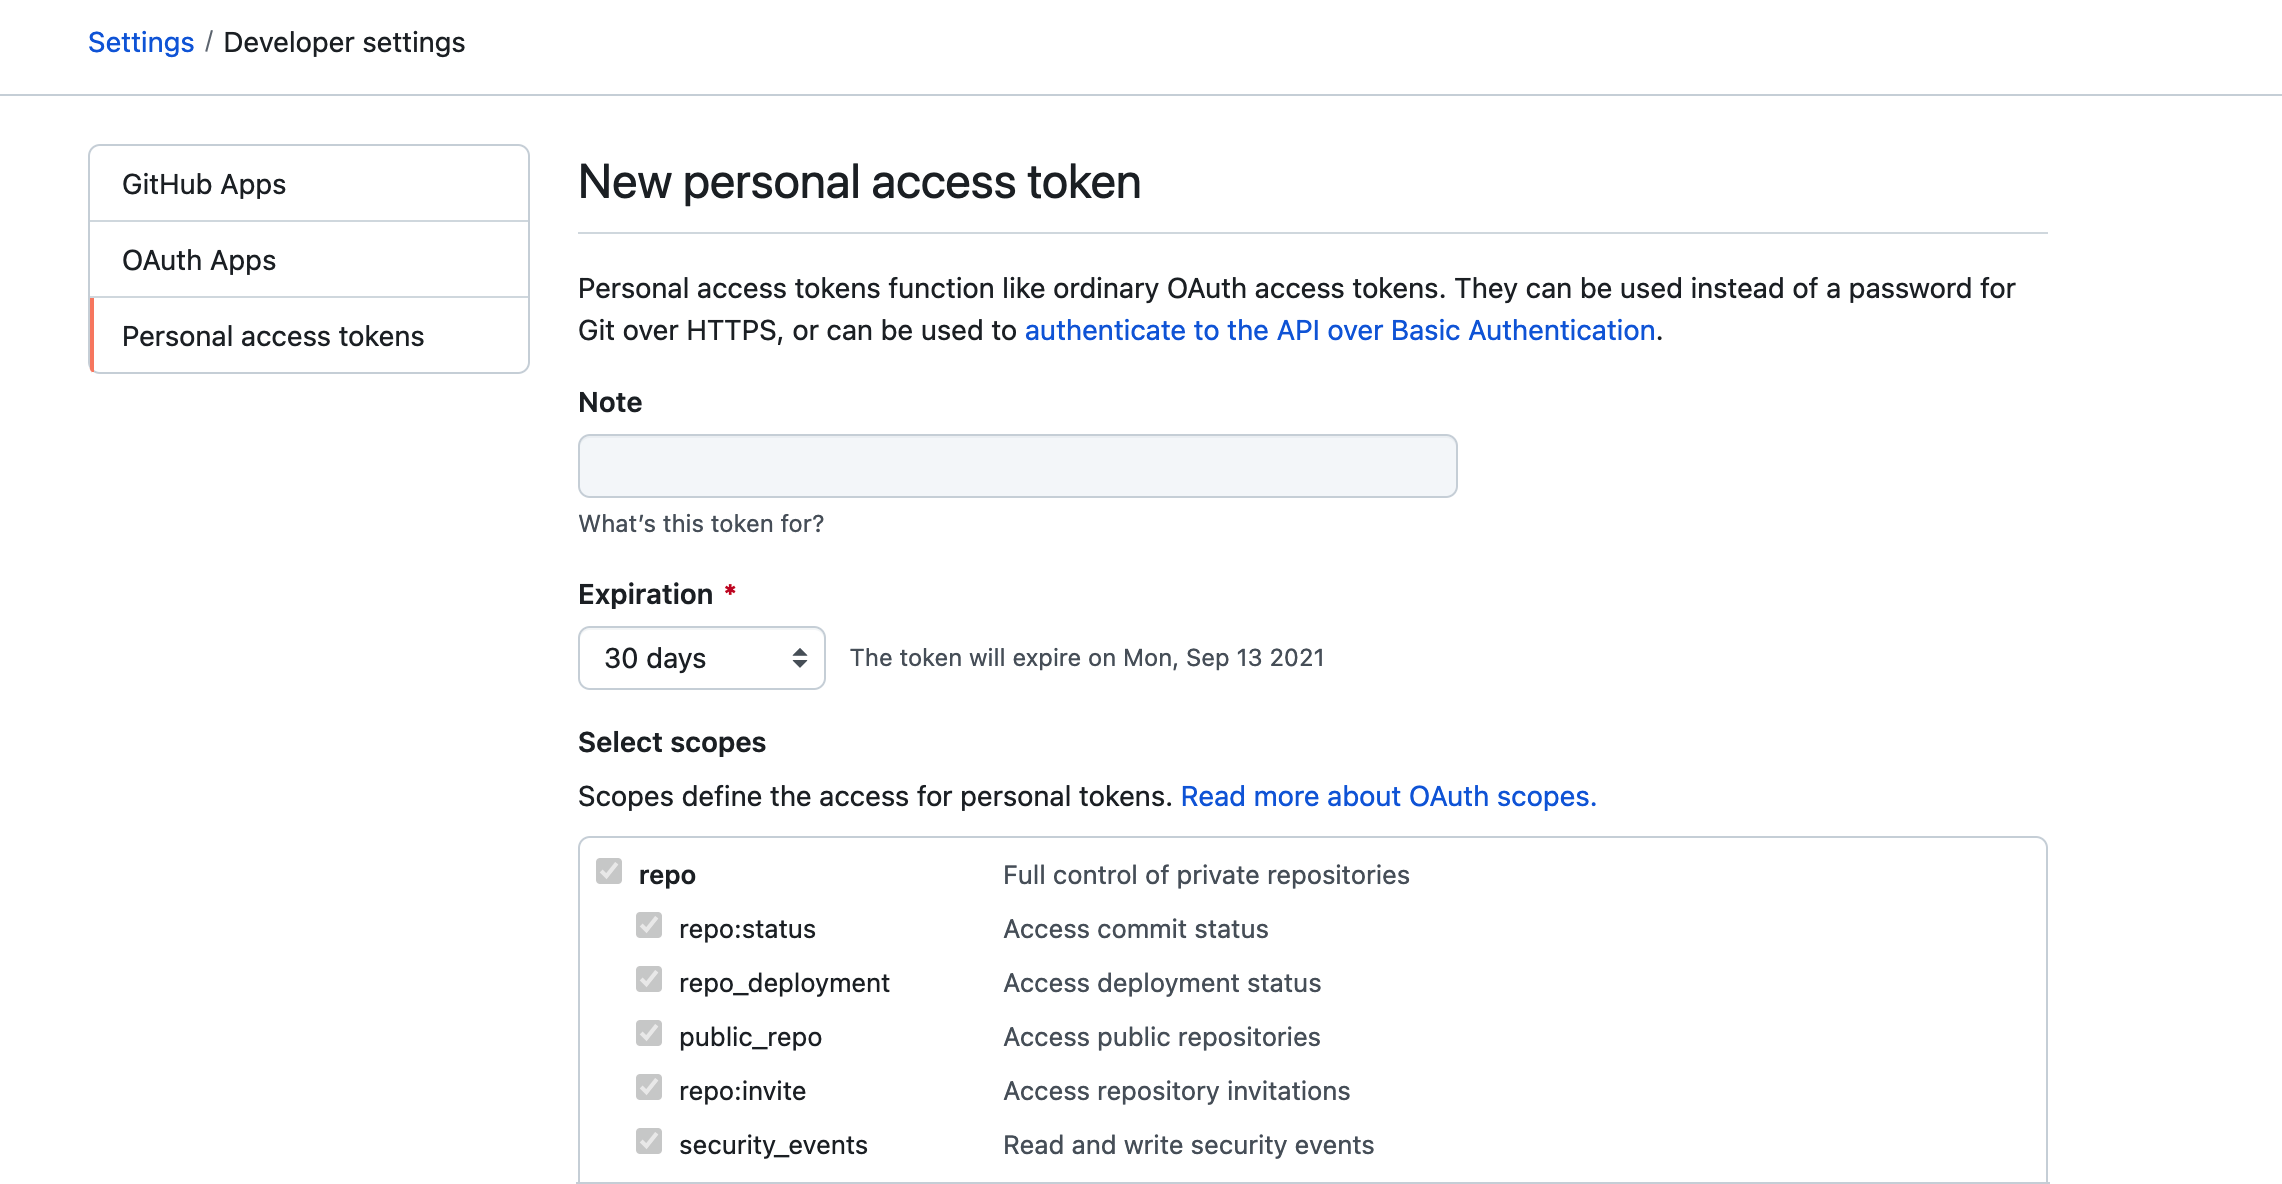 Settings / Developer settings
GitHub Apps
OAuth Apps
Personal access tokens
New personal access token
Personal access tokens function like ordinary OAuth access tokens. They can be used instead of a password for
Git over HTTPS, or can be used to authenticate to the API over Basic Authentication.
Note
What’s this token for?
Expiration *
30 days The token will expire on Mon, Sep 13 2021
Select scopes
Scopes define the access for personal tokens. Read more about OAuth scopes.
repo Full control of private repositories
repo:status Access commit status
repo_deployment Access deployment status
public_repo Access public repositories
repo:invite Access repository invitations
security_events Read and write security events